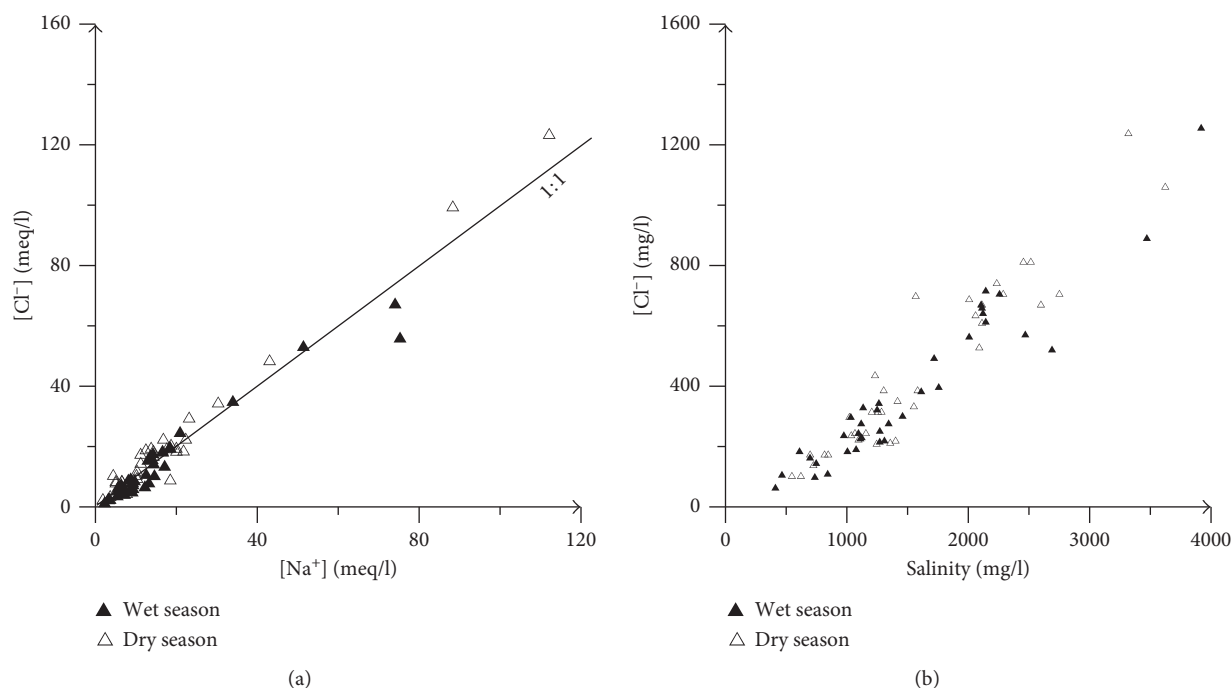 160
120
80
40
0
[Cl⁻] (meq/l)
1:1
0 40 80 120
[Na⁺] (meq/l)
Wet season
Dry season
(a)
1600
1200
800
400
0
[Cl⁻] (mg/l)
0 1000 2000 3000 4000
Salinity (mg/l)
Wet season
Dry season
(b)